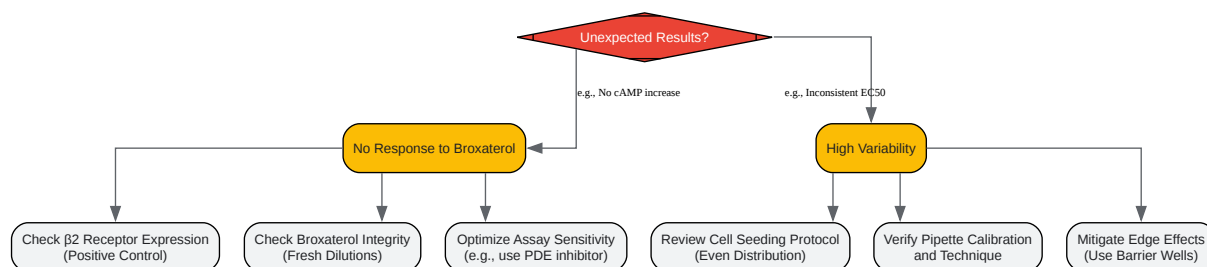 Unexpected Results?
e.g., No cAMP increase
e.g., Inconsistent EC50
No Response to Broxaterol
High Variability
Check β2 Receptor Expression
(Positive Control)
Check Broxaterol Integrity
(Fresh Dilutions)
Optimize Assay Sensitivity
(e.g., use PDE inhibitor)
Review Cell Seeding Protocol
(Even Distribution)
Verify Pipette Calibration
and Technique
Mitigate Edge Effects
(Use Barrier Wells)